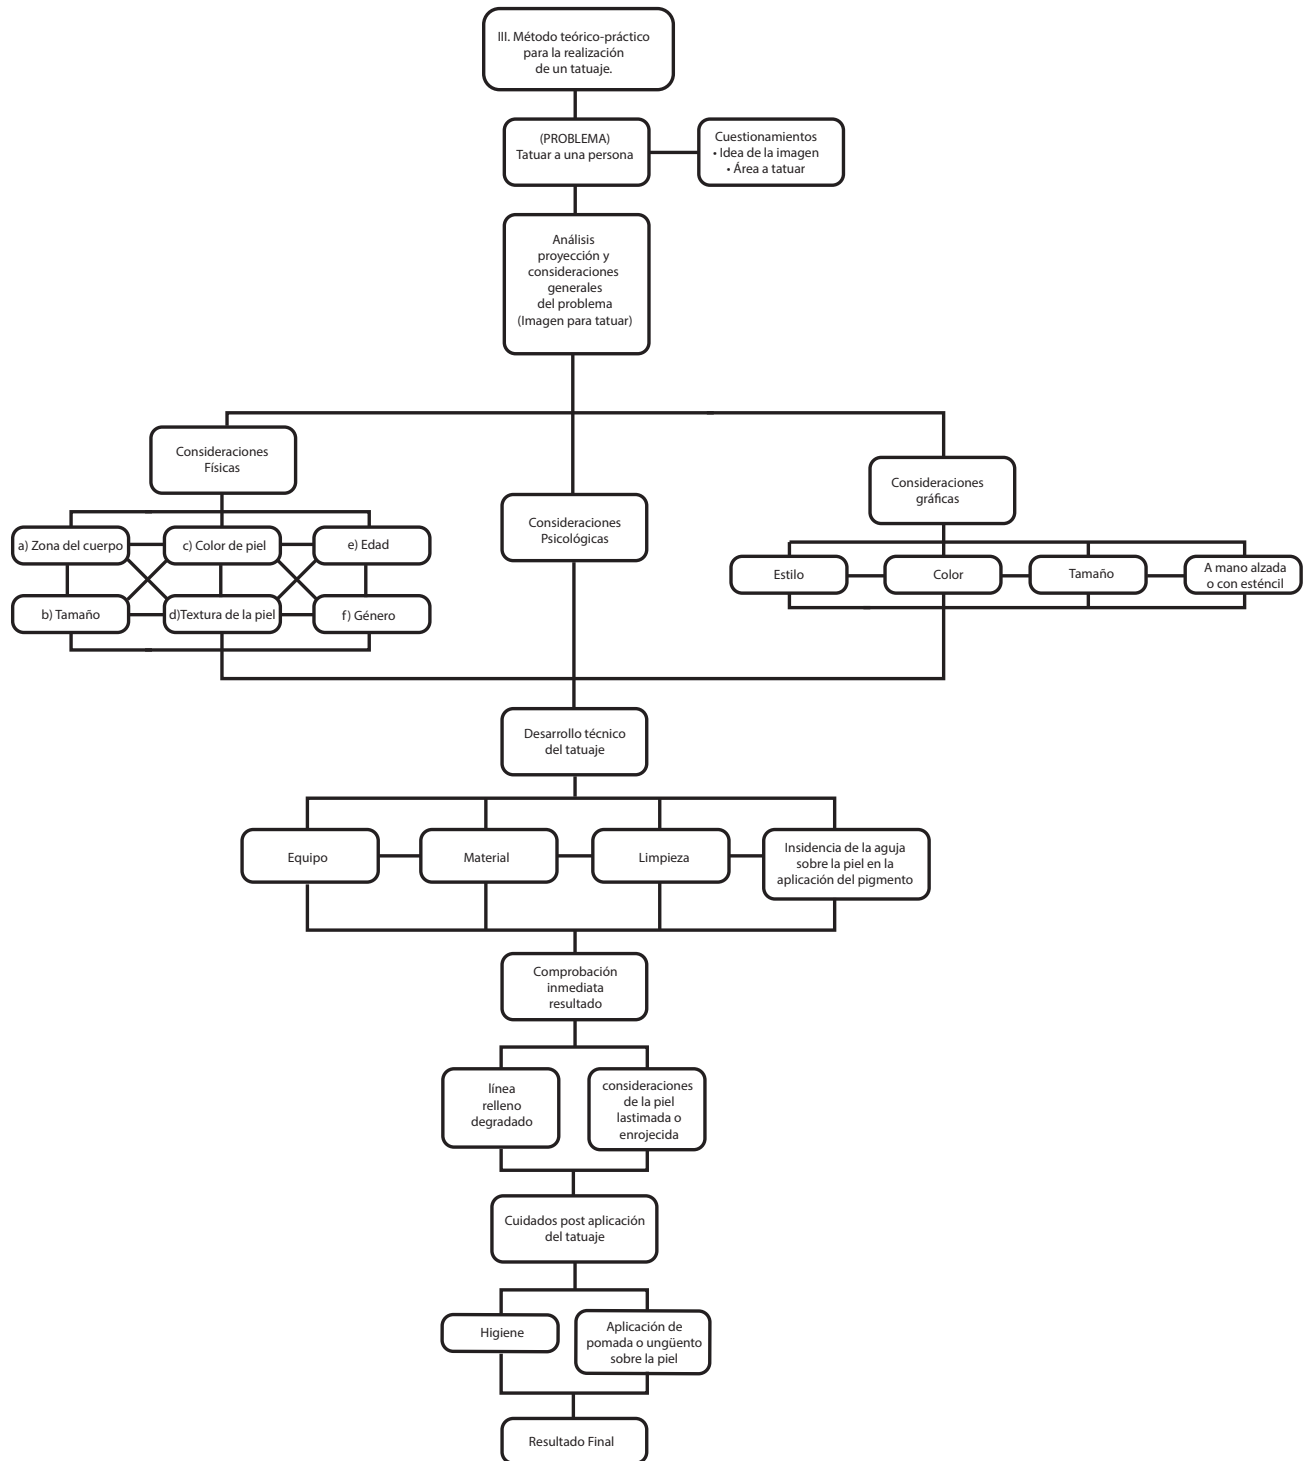 III. Método teórico-práctico
para la realización
de un tatuaje.
(PROBLEMA)
Tatuar a una persona
Cuestionamientos
• Idea de la imagen
• Área a tatuar
Análisis
proyección y
consideraciones
generales
del problema
(Imagen para tatuar)
Consideraciones
Físicas
a) Zona del cuerpo
c) Color de piel
e) Edad
b) Tamaño
d)Textura de la piel
f) Género
Consideraciones
Psicológicas
Consideraciones
gráficas
Estilo
Color
Tamaño
A mano alzada
o con esténcil
Desarrollo técnico
del tatuaje
Equipo
Material
Limpieza
Insidencia de la aguja
sobre la piel en la
aplicación del pigmento
Comprobación
inmediata
resultado
línea
relleno
degradado
consideraciones
de la piel
lastimada o
enrojecida
Cuidados post aplicación
del tatuaje
Higiene
Aplicación de
pomada o ungüento
sobre la piel
Resultado Final